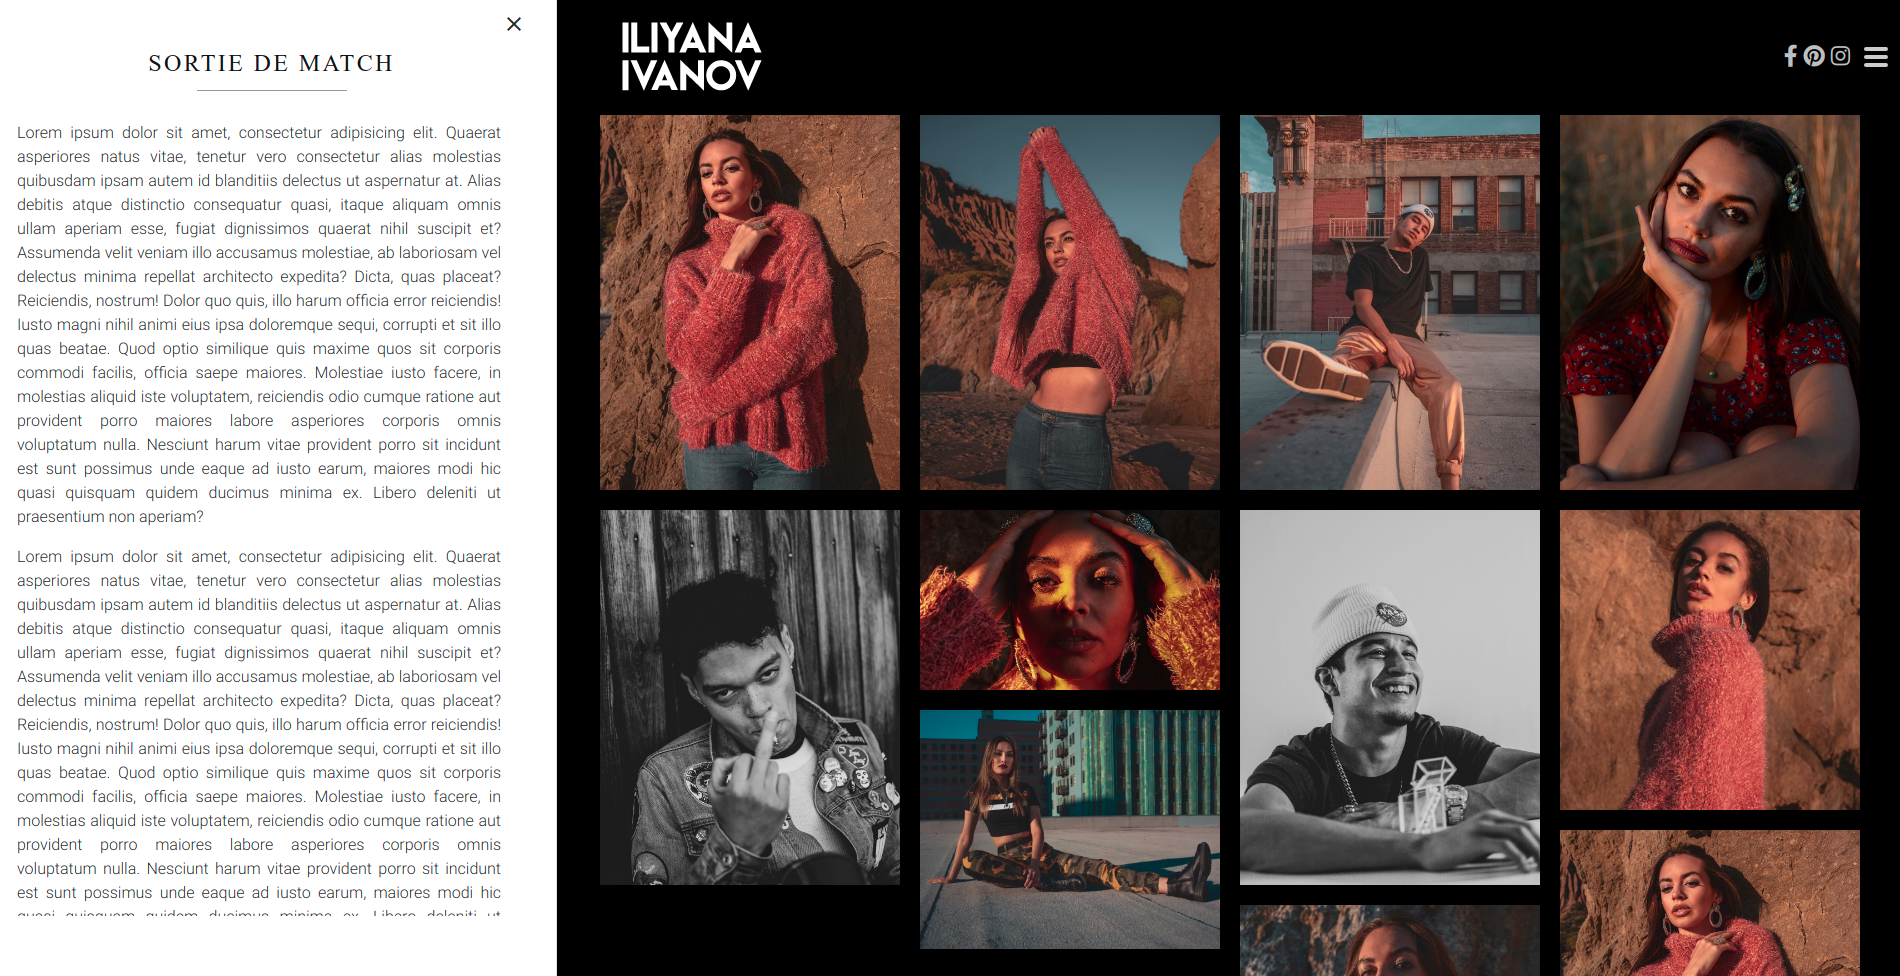 SORTIE DE MATCH
Lorem ipsum dolor sit amet, consectetur adipisicing elit. Quaerat
asperiores natus vitae, tenetur vero consectetur alias molestias
quibusdam ipsam autem id blanditiis delectus ut aspernatur at. Alias
debitis atque distinctio consequatur quasi, itaque aliquam omnis
ullam aperiam esse, fugiat dignissimos quaerat nihil suscipit et?
Assumenda velit veniam illo accusamus molestiae, ab laboriosam vel
delectus minima repellat architecto expedita? Dicta, quas placeat?
Reiciendis, nostrum! Dolor quo quis, illo harum officia error reiciendis!
Iusto magni nihil animi eius ipsa doloremque sequi, corrupti et sit illo
quas beatae. Quod optio similique quis maxime quos sit corporis
commodi facilis, officia saepe maiores. Molestiae iusto facere, in
molestias aliquid iste voluptatem, reiciendis odio cumque ratione aut
provident porro maiores labore asperiores corporis omnis
voluptatum nulla. Nesciunt harum vitae provident porro sit incidunt
est sunt possimus unde eaque ad iusto earum, maiores modi hic
quasi quisquam quidem ducimus minima ex. Libero deleniti ut
praesentium non aperiam?
Lorem ipsum dolor sit amet, consectetur adipisicing elit. Quaerat
asperiores natus vitae, tenetur vero consectetur alias molestias
quibusdam ipsam autem id blanditiis delectus ut aspernatur at. Alias
debitis atque distinctio consequatur quasi, itaque aliquam omnis
ullam aperiam esse, fugiat dignissimos quaerat nihil suscipit et?
Assumenda velit veniam illo accusamus molestiae, ab laboriosam vel
delectus minima repellat architecto expedita? Dicta, quas placeat?
Reiciendis, nostrum! Dolor quo quis, illo harum officia error reiciendis!
Iusto magni nihil animi eius ipsa doloremque sequi, corrupti et sit illo
quas beatae. Quod optio similique quis maxime quos sit corporis
commodi facilis, officia saepe maiores. Molestiae iusto facere, in
molestias aliquid iste voluptatem, reiciendis odio cumque ratione aut
provident porro maiores labore asperiores corporis omnis
voluptatum nulla. Nesciunt harum vitae provident porro sit incidunt
est sunt possimus unde eaque ad iusto earum, maiores modi hic
quasi quisquam quidem ducimus minima ex. Libero deleniti ut
ILIYANA
IVANOV